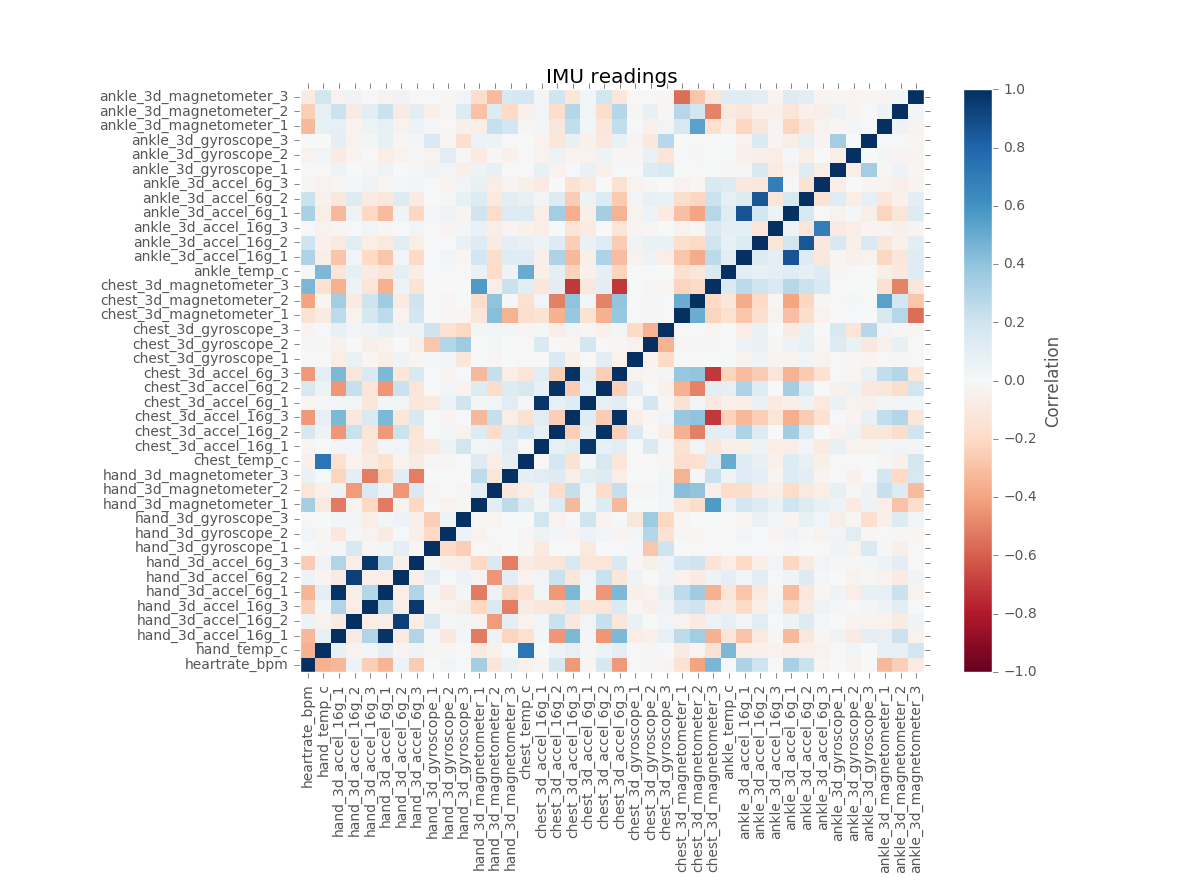 IMU readings
ankle_3d_magnetometer_3
ankle_3d_magnetometer_2
ankle_3d_magnetometer_1
ankle_3d_gyroscope_3
ankle_3d_gyroscope_2
ankle_3d_gyroscope_1
ankle_3d_accel_6g_3
ankle_3d_accel_6g_2
ankle_3d_accel_6g_1
ankle_3d_accel_16g_3
ankle_3d_accel_16g_2
ankle_3d_accel_16g_1
ankle_temp_c
chest_3d_magnetometer_3
chest_3d_magnetometer_2
chest_3d_magnetometer_1
chest_3d_gyroscope_3
chest_3d_gyroscope_2
chest_3d_gyroscope_1
chest_3d_accel_6g_3
chest_3d_accel_6g_2
chest_3d_accel_6g_1
chest_3d_accel_16g_3
chest_3d_accel_16g_2
chest_3d_accel_16g_1
chest_temp_c
hand_3d_magnetometer_3
hand_3d_magnetometer_2
hand_3d_magnetometer_1
hand_3d_gyroscope_3
hand_3d_gyroscope_2
hand_3d_gyroscope_1
hand_3d_accel_6g_3
hand_3d_accel_6g_2
hand_3d_accel_6g_1
hand_3d_accel_16g_3
hand_3d_accel_16g_2
hand_3d_accel_16g_1
hand_temp_c
heartrate_bpm
heartrate_bpm
hand_temp_c
hand_3d_accel_16g_1
hand_3d_accel_16g_2
hand_3d_accel_16g_3
hand_3d_accel_6g_1
hand_3d_accel_6g_2
hand_3d_accel_6g_3
hand_3d_gyroscope_1
hand_3d_gyroscope_2
hand_3d_gyroscope_3
hand_3d_magnetometer_1
hand_3d_magnetometer_2
hand_3d_magnetometer_3
chest_temp_c
chest_3d_accel_16g_1
chest_3d_accel_16g_2
chest_3d_accel_16g_3
chest_3d_accel_6g_1
chest_3d_accel_6g_2
chest_3d_accel_6g_3
chest_3d_gyroscope_1
chest_3d_gyroscope_2
chest_3d_gyroscope_3
chest_3d_magnetometer_1
chest_3d_magnetometer_2
chest_3d_magnetometer_3
ankle_temp_c
ankle_3d_accel_16g_1
ankle_3d_accel_16g_2
ankle_3d_accel_16g_3
ankle_3d_accel_6g_1
ankle_3d_accel_6g_2
ankle_3d_accel_6g_3
ankle_3d_gyroscope_1
ankle_3d_gyroscope_2
ankle_3d_gyroscope_3
ankle_3d_magnetometer_1
ankle_3d_magnetometer_2
ankle_3d_magnetometer_3
1.0
0.8
0.6
0.4
0.2
0.0
−0.2
−0.4
−0.6
−0.8
−1.0
Correlation